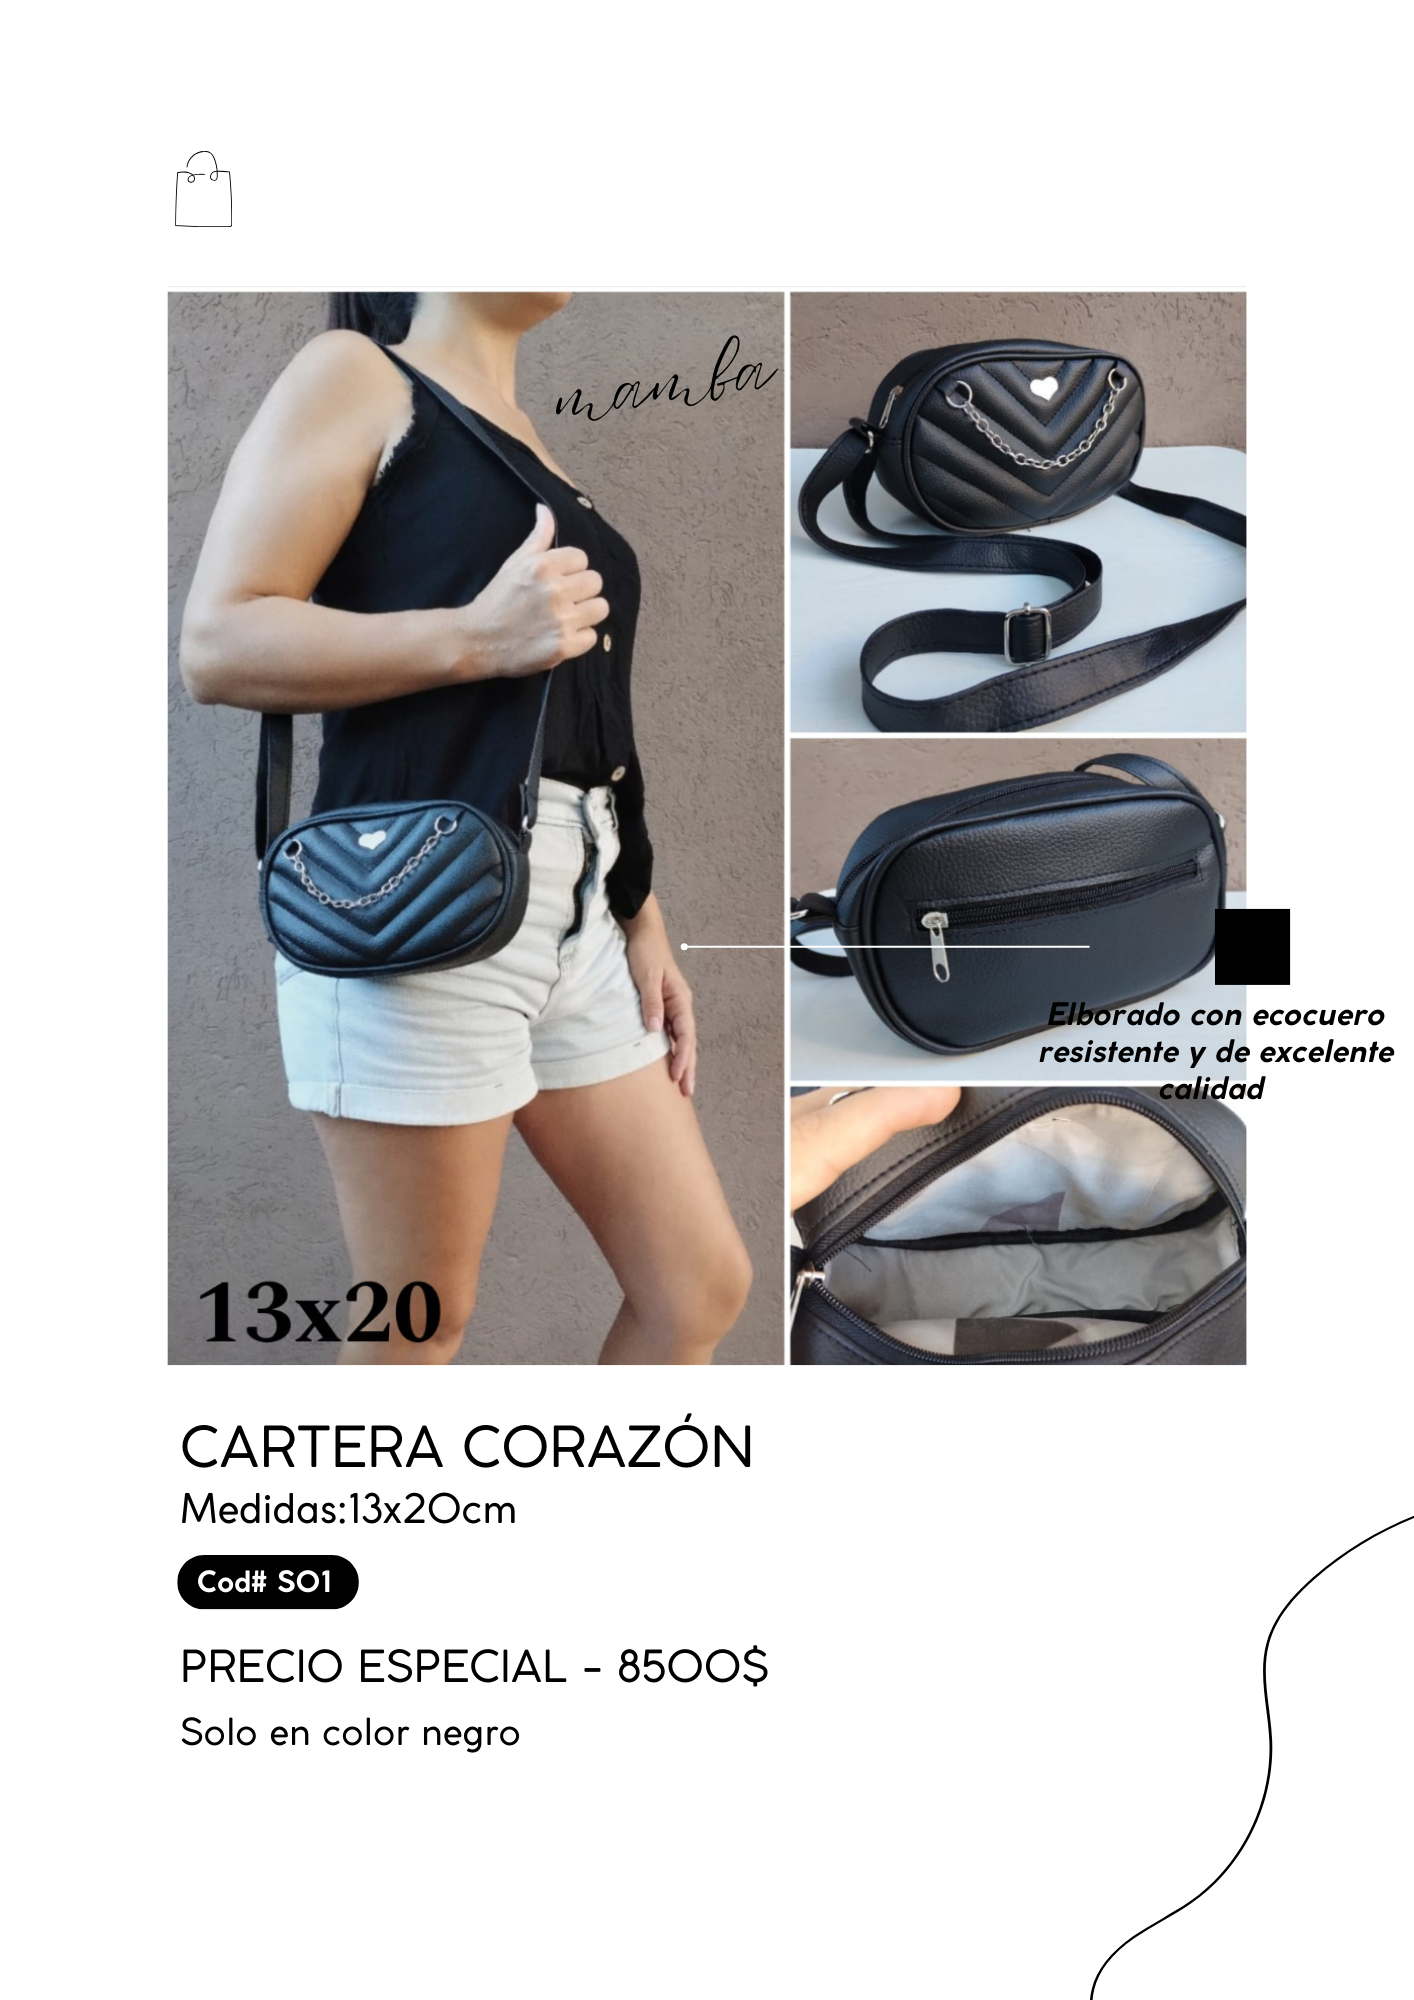 mamba
Elborado con ecocuero
resistente y de excelente
calidad
13x20
CARTERA CORAZÓN
Medidas:13x20cm
Cod# S01
PRECIO ESPECIAL - 8500$
Solo en color negro